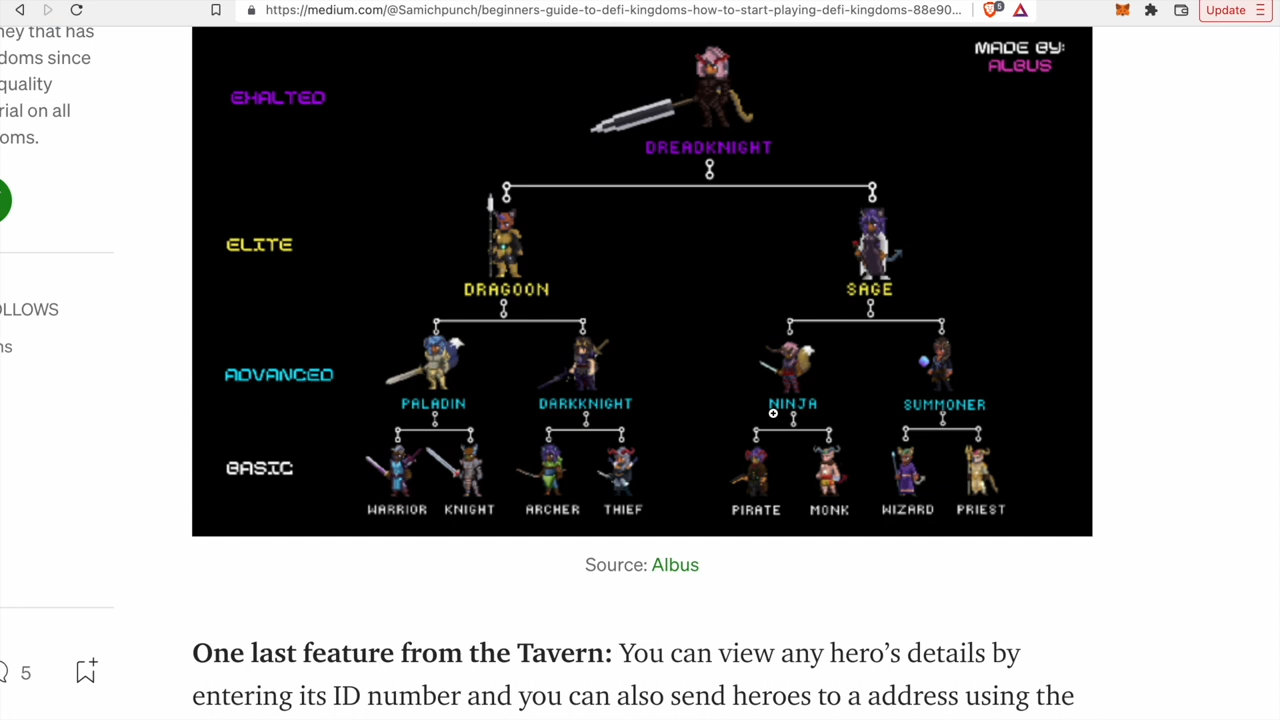 https://medium.com/@Samichpunch/beginners-guide-to-defi-kingdoms-how-to-start-playing-defi-kingdoms-88e90...
5
Update
ney that has
doms since
quality
rial on all
oms.
OLLOWS
ns
5
MADE BY:
ALBUS
EXALTED
DREADKNIGHT
ELITE
DRAGOON
SAGE
ADVANCED
PALADIN
DARKKNIGHT
NINJA
SUMMONER
BASIC
WARRIOR
KNIGHT
ARCHER
THIEF
PIRATE
MONK
WIZARD
PRIEST
Source: Albus
One last feature from the Tavern: You can view any hero’s details by
entering its ID number and you can also send heroes to a address using the